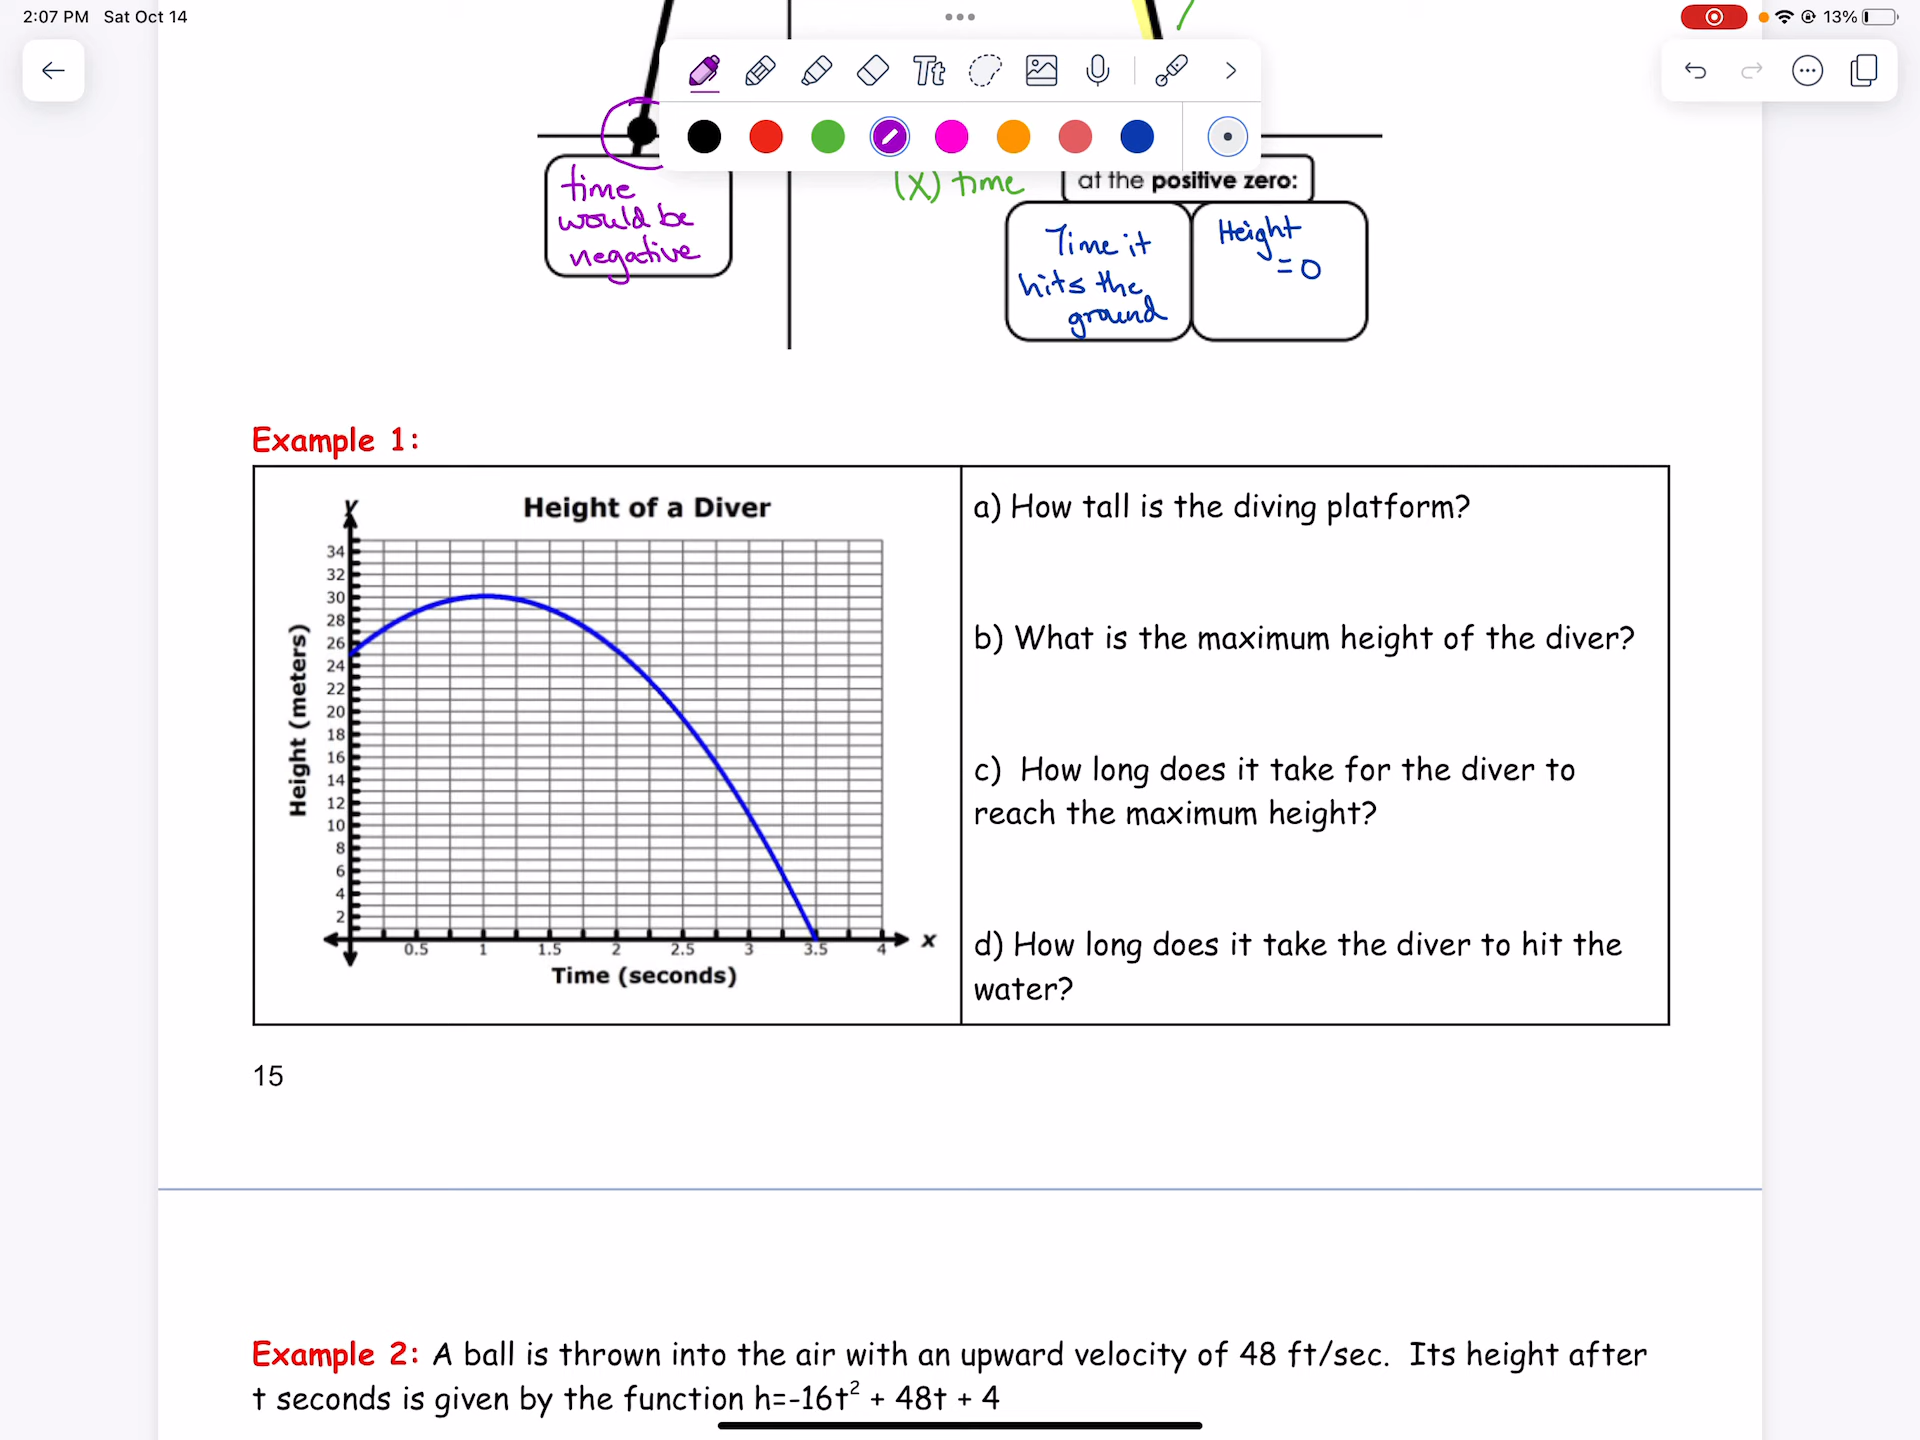 2:07 PM Sat Oct 14
13%
Tt
(x) time
at the positive zero:
time
would be
negative
Time it
hits the
ground
Height
=0
Example 1:
Height of a Diver
y
34
32
30
28
26
24
22
20
18
16
14
12
10
8
6
4
2
Height (meters)
0.5 1 1.5 2 2.5 3 3.5 4 x
Time (seconds)
a) How tall is the diving platform?
b) What is the maximum height of the diver?
c) How long does it take for the diver to
reach the maximum height?
d) How long does it take the diver to hit the
water?
15
Example 2: A ball is thrown into the air with an upward velocity of 48 ft/sec. Its height after
t seconds is given by the function h=-16t² + 48t + 4